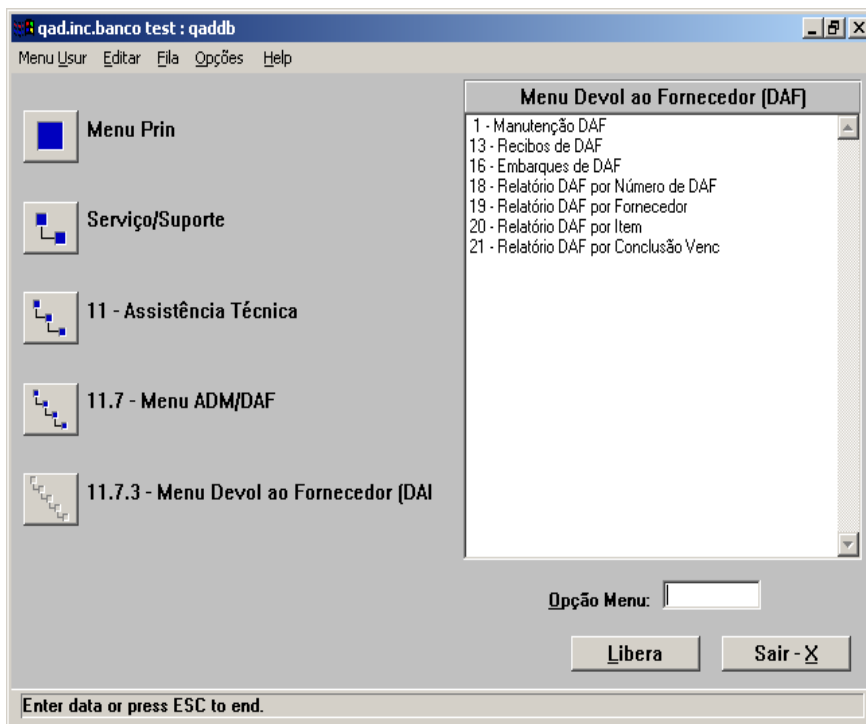 qad.inc.banco test : qaddb
Menu Usur Editar Fila Opções Help
Menu Prin
Serviço/Suporte
11 - Assistência Técnica
11.7 - Menu ADM/DAF
11.7.3 - Menu Devol ao Fornecedor (DAI
Menu Devol ao Fornecedor (DAF)
1 - Manutenção DAF
13 - Recibos de DAF
16 - Embarques de DAF
18 - Relatório DAF por Número de DAF
19 - Relatório DAF por Fornecedor
20 - Relatório DAF por Item
21 - Relatório DAF por Conclusão Venc
Opção Menu:
Libera Sair - X
Enter data or press ESC to end.